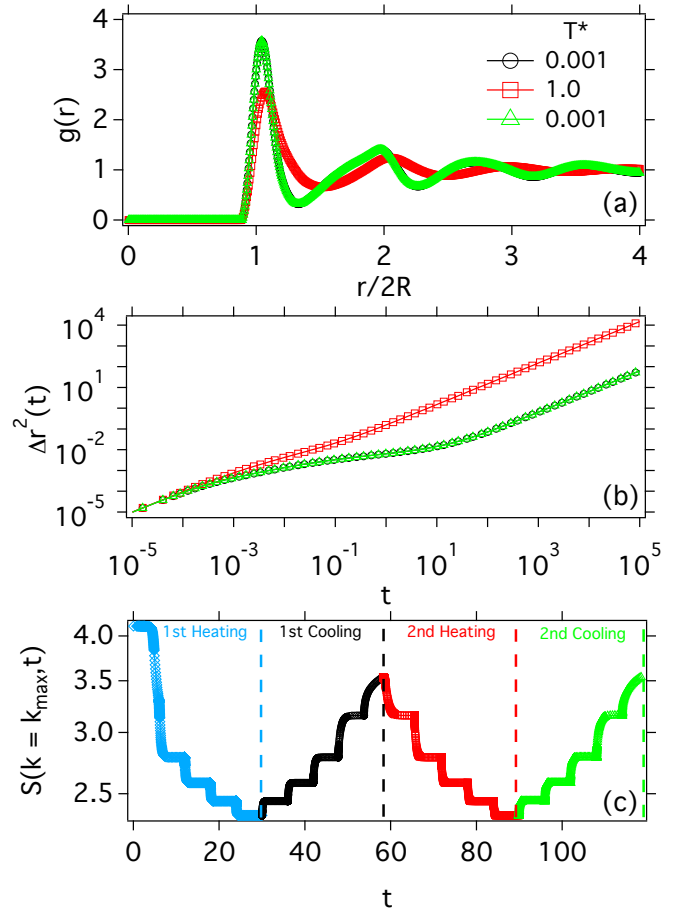 4
3
2
1
0
g(r)
T*
0.001
1.0
0.001
(a)
0 1 2 3 4
r/2R
10^4
10^1
10^-2
10^-5
Δr^2(t)
(b)
10^-5 10^-3 10^-1 10^1 10^3 10^5
t
4.0
3.5
3.0
2.5
S(k = k_max,t)
1st Heating 1st Cooling 2nd Heating 2nd Cooling
(c)
0 20 40 60 80 100
t